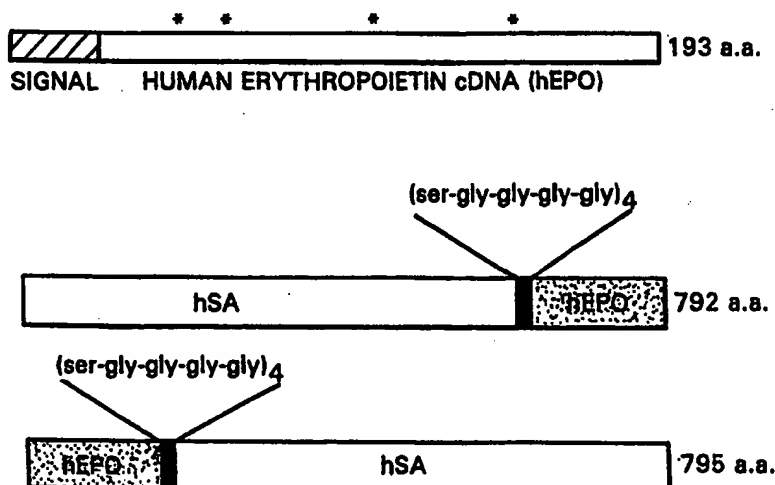 * * * *
193 a.a.
SIGNAL HUMAN ERYTHROPOIETIN cDNA (hEPO)
(ser-gly-gly-gly-gly)4
hSA hEPO 792 a.a.
(ser-gly-gly-gly-gly)4
hEPO hSA 795 a.a.